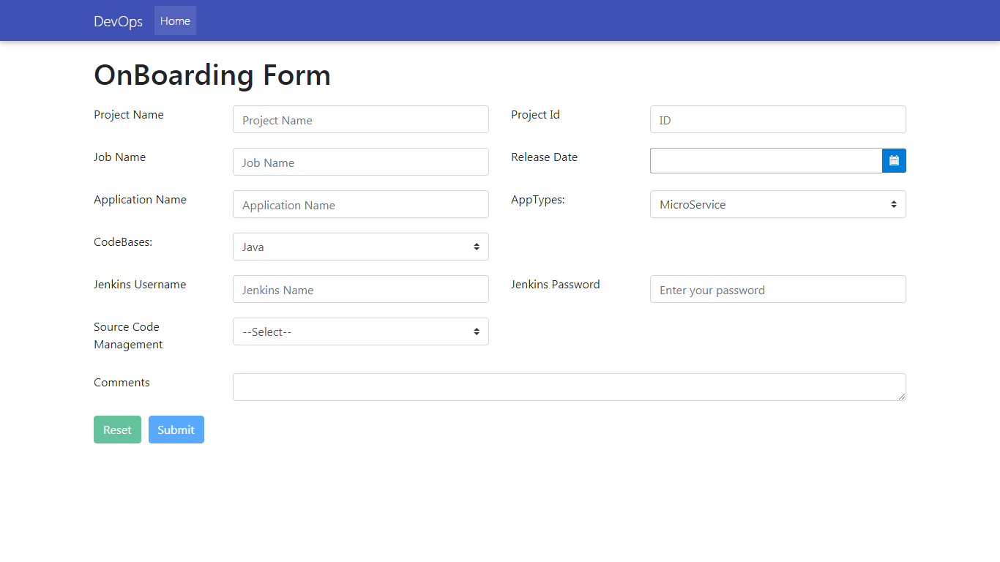 DevOps Home
OnBoarding Form
Project Name Project Name Project Id ID
Job Name Job Name Release Date
Application Name Application Name AppTypes: MicroService
CodeBases: Java
Jenkins Username Jenkins Name Jenkins Password Enter your password
Source Code
Management --Select--
Comments
Reset Submit